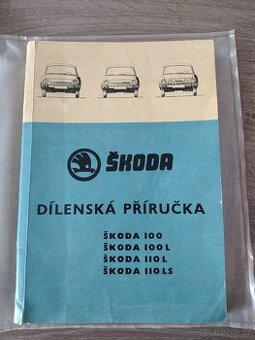 ŠKODA
DÍLENSKÁ PŘÍRUČKA
ŠKODA 100
ŠKODA 100 L
ŠKODA 110 L
ŠKODA 110 LS